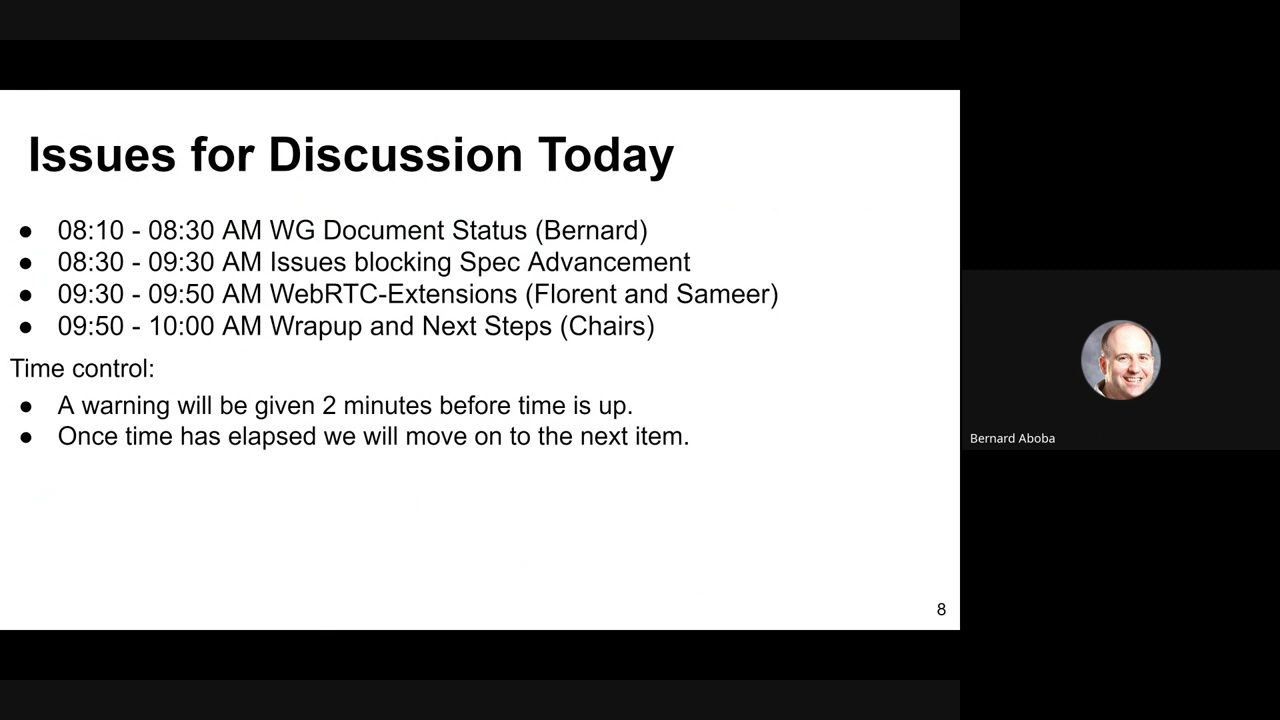 Issues for Discussion Today
● 08:10 - 08:30 AM WG Document Status (Bernard)
● 08:30 - 09:30 AM Issues blocking Spec Advancement
● 09:30 - 09:50 AM WebRTC-Extensions (Florent and Sameer)
● 09:50 - 10:00 AM Wrapup and Next Steps (Chairs)
Time control:
● A warning will be given 2 minutes before time is up.
● Once time has elapsed we will move on to the next item.
8
Bernard Aboba